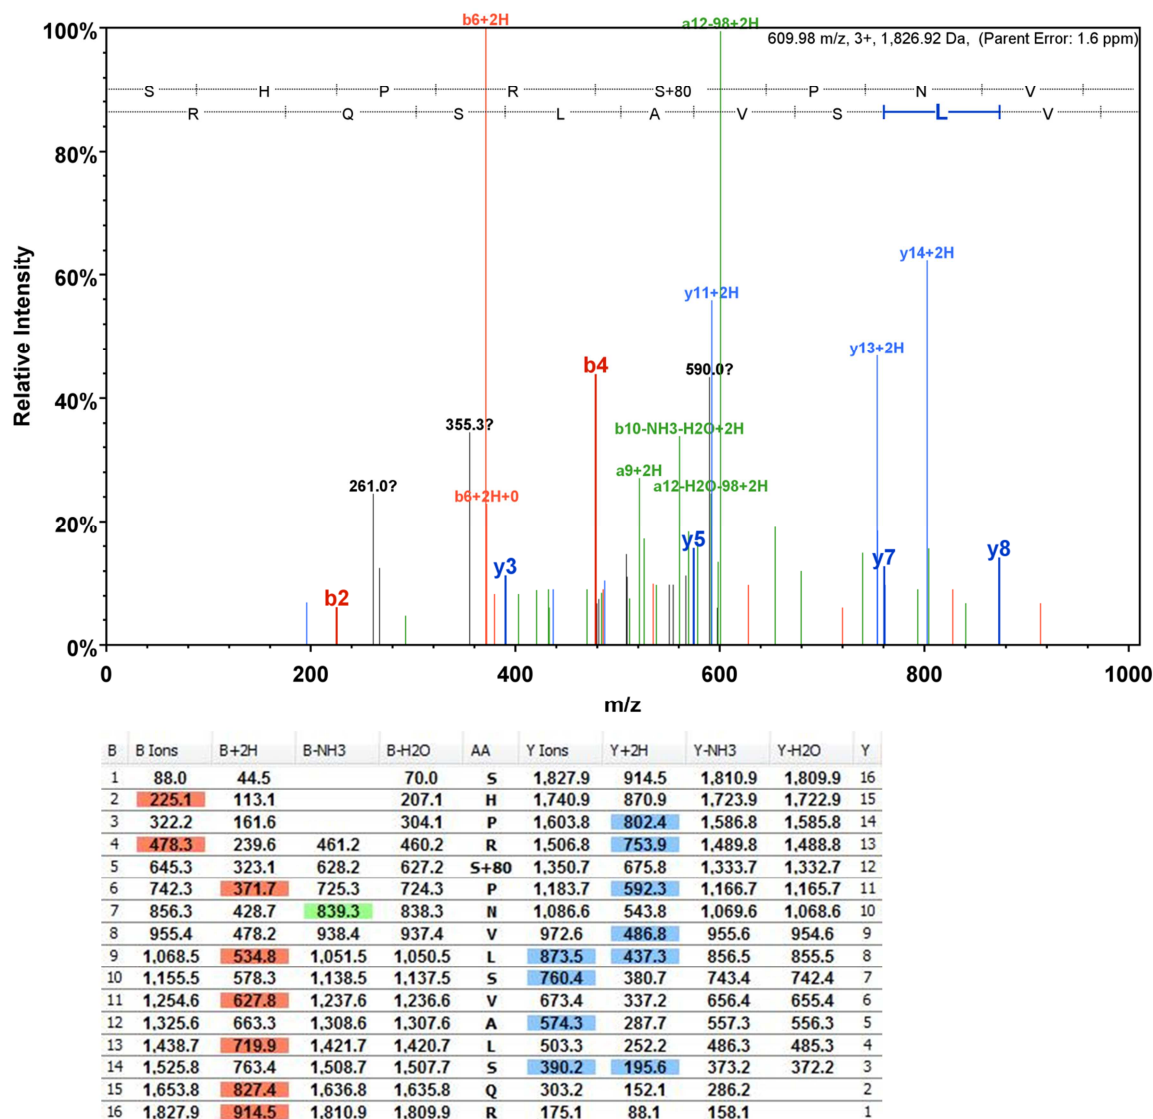 b6+2H
a12-98+2H
609.98 m/z, 3+, 1,826.92 Da, (Parent Error: 1.6 ppm)
S H P R S+80 P N V
R Q S L A V S L V
100%
80%
60%
40%
20%
0%
Relative Intensity
y14+2H
y11+2H
y13+2H
590.0?
b4
355.3?
b10-NH3-H2O+2H
a9+2H
261.0?
a12-H2O-98+2H
b6+2H+0
y5
y8
y7
y3
b2
0 200 400 600 800 1000
m/z
B B Ions B+2H B-NH3 B-H2O AA Y Ions Y+2H Y-NH3 Y-H2O Y
1 88.0 44.5 70.0 S 1,827.9 914.5 1,810.9 1,809.9 16
2 225.1 113.1 207.1 H 1,740.9 870.9 1,723.9 1,722.9 15
3 322.2 161.6 304.1 P 1,603.8 802.4 1,586.8 1,585.8 14
4 478.3 239.6 461.2 460.2 R 1,506.8 753.9 1,489.8 1,488.8 13
5 645.3 323.1 628.2 627.2 S+80 1,350.7 675.8 1,333.7 1,332.7 12
6 742.3 371.7 725.3 724.3 P 1,183.7 592.3 1,166.7 1,165.7 11
7 856.3 428.7 839.3 838.3 N 1,086.6 543.8 1,069.6 1,068.6 10
8 955.4 478.2 938.4 937.4 V 972.6 486.8 955.6 954.6 9
9 1,068.5 534.8 1,051.5 1,050.5 L 873.5 437.3 856.5 855.5 8
10 1,155.5 578.3 1,138.5 1,137.5 S 760.4 380.7 743.4 742.4 7
11 1,254.6 627.8 1,237.6 1,236.6 V 673.4 337.2 656.4 655.4 6
12 1,325.6 663.3 1,308.6 1,307.6 A 574.3 287.7 557.3 556.3 5
13 1,438.7 719.9 1,421.7 1,420.7 L 503.3 252.2 486.3 485.3 4
14 1,525.8 763.4 1,508.7 1,507.7 S 390.2 195.6 373.2 372.2 3
15 1,653.8 827.4 1,636.8 1,635.8 Q 303.2 152.1 286.2 2
16 1,827.9 914.5 1,810.9 1,809.9 R 175.1 88.1 158.1 1